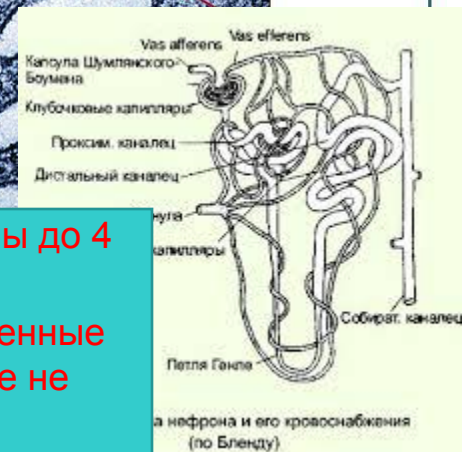 Vas efferens
Vas afferens
Капсула Шумлянского-
Боумена
Клубочковые капилляры
Проксим. каналец
Дистальный каналец
капилляры
Собират. каналец
Петля Генле
а нефрона и его кровоснабжения
(по Бленду)
ы до 4
енные
е не